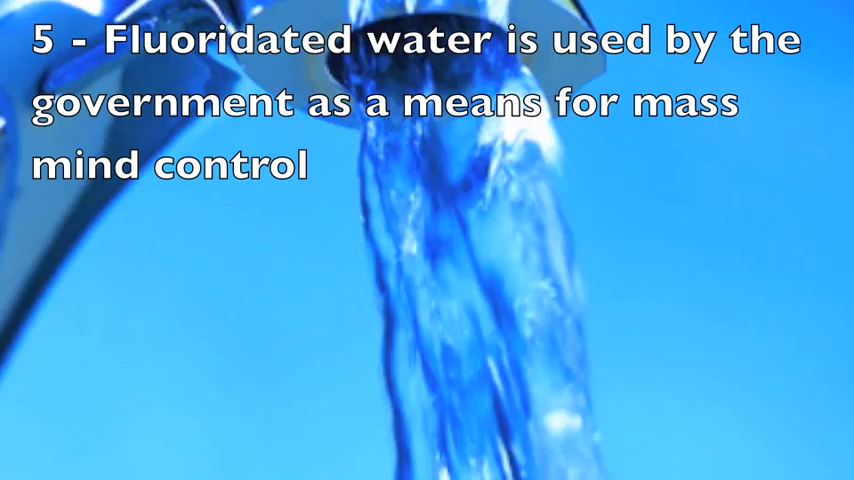 5 - Fluoridated water is used by the
government as a means for mass
mind control